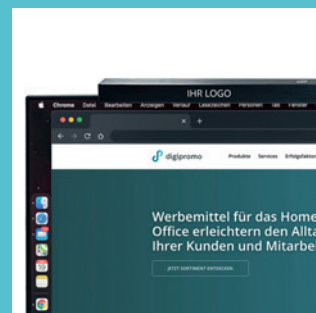 IHR LOGO
Chrome Datei Bearbeiten Anzeigen Verlauf Lesezeichen Personen Tab Fenster
digipromo
Produkte Services Erfolgsfaktor
Werbemittel für das Home
Office erleichtern den Allta
Ihrer Kunden und Mitarbe
JETZT SORTIMENT ENTDECKEN